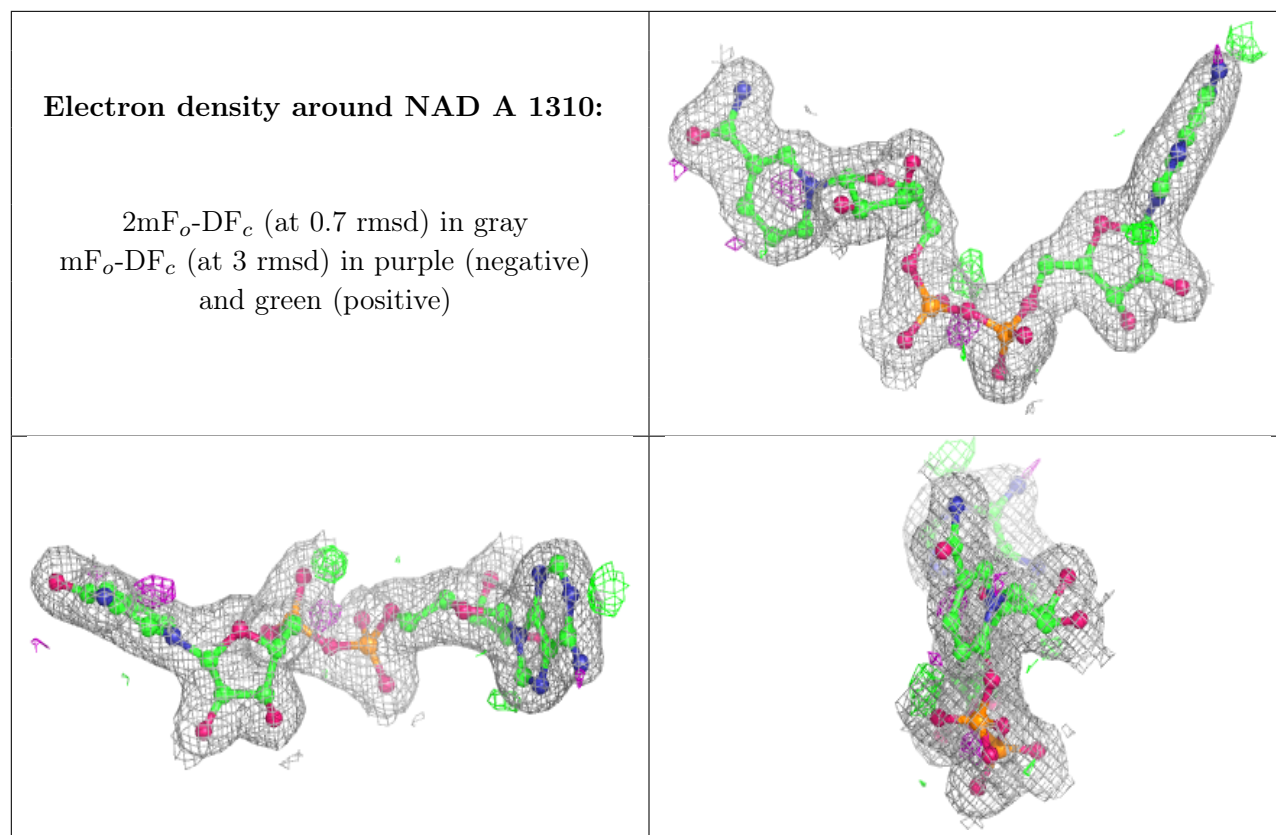 Electron density around NAD A 1310:
2mFo-DFc (at 0.7 rmsd) in gray
mFo-DFc (at 3 rmsd) in purple (negative)
and green (positive)